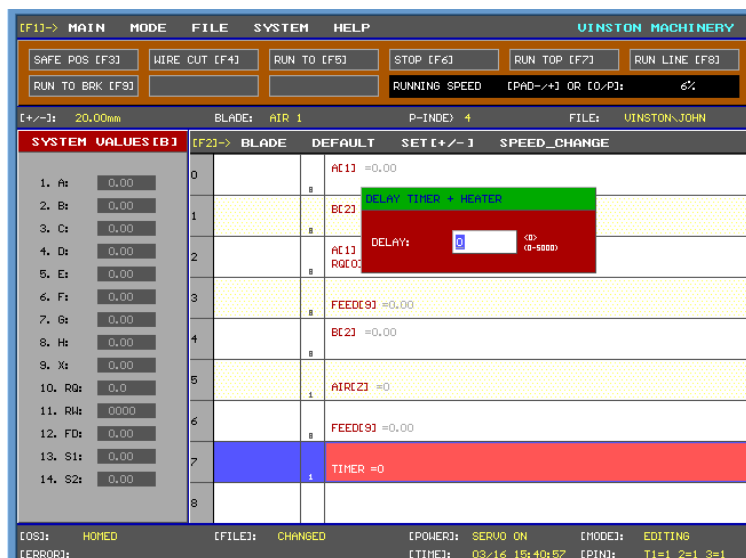 [F1]-> MAIN MODE FILE SYSTEM HELP VINSTON MACHINERY
SAFE POS [F3] WIRE CUT [F4] RUN TO [F5] STOP [F6] RUN TOP [F7] RUN LINE [F8]
RUN TO BRK [F9] RUNNING SPEED [PAD-/+] OR [O/P]: 6%
[+/-]: 20.00mm BLADE: AIR 1 P-INDE) 4 FILE: VINSTON\JOHN
SYSTEM VALUES[B] [F2]-> BLADE DEFAULT SET[+/-] SPEED_CHANGE
0 A[1] =0.00
8
1. A: 0.00
DELAY TIMER + HEATER
2. B: 0.00
1 B[2]
3. C: 0.00
8
DELAY: 0 <0>
(0-5000)
4. D: 0.00
2 A[1]
RQ[0]
8
5. E: 0.00
6. F: 0.00
3 FEED[9] =0.00
8
7. G: 0.00
4 B[2] =0.00
8
8. H: 0.00
9. X: 0.00
5 AIR[Z] =0
1
10. RQ: 0.0
11. RW: 0000
6 FEED[9] =0.00
8
12. FD: 0.00
13. S1: 0.00
7 TIMER =0
1
14. S2: 0.00
8
[OS]: HOMED [FILE]: CHANGED [POWER]: SERVO ON [MODE]: EDITING
[ERROR]: [TIME]: 03/16 15:40:57 [PIN]: T1=1 2=1 3=1